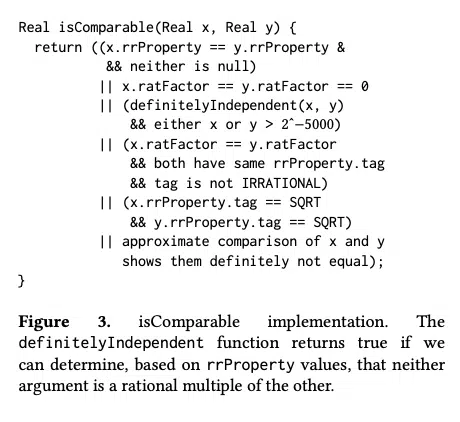 Real isComparable(Real x, Real y) {
return ((x.rrProperty == y.rrProperty &
&& neither is null)
|| x.ratFactor == y.ratFactor == 0
|| (definitelyIndependent(x, y)
&& either x or y > 2^−5000)
|| (x.ratFactor == y.ratFactor
&& both have same rrProperty.tag
&& tag is not IRRATIONAL)
|| (x.rrProperty.tag == SQRT
&& y.rrProperty.tag == SQRT)
|| approximate comparison of x and y
shows them definitely not equal);
}
Figure 3. isComparable implementation. The
definitelyIndependent function returns true if we
can determine, based on rrProperty values, that neither
argument is a rational multiple of the other.